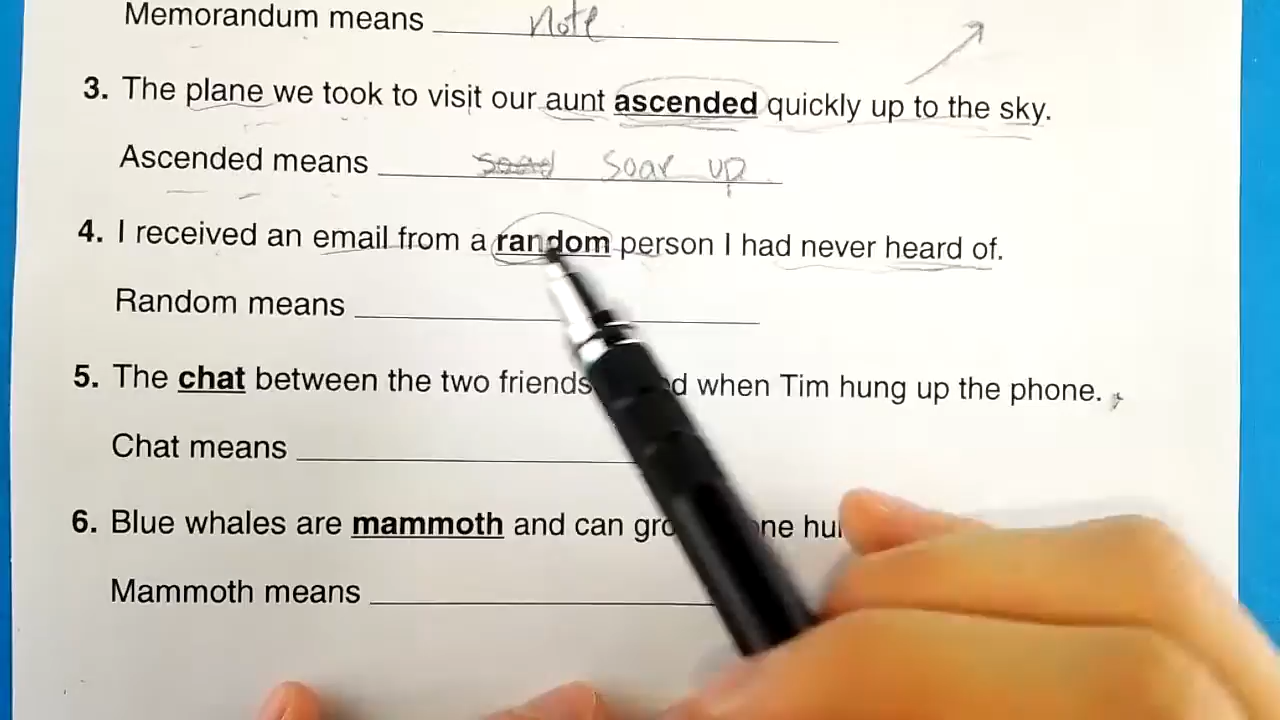 Memorandum means note
3. The plane we took to visit our aunt ascended quickly up to the sky.
Ascended means soar up
4. I received an email from a random person I had never heard of.
Random means
5. The chat between the two friends when Tim hung up the phone.
Chat means
6. Blue whales are mammoth and can
Mammoth means